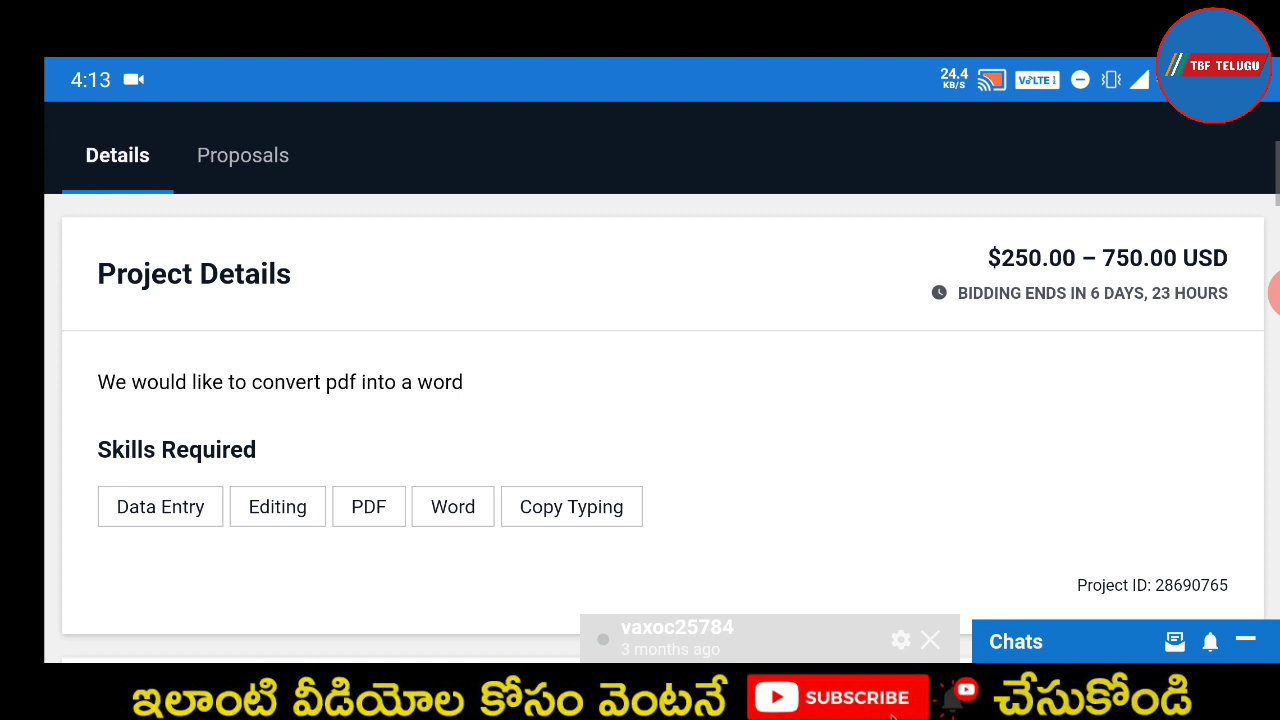 TBF TELUGU
4:13
24.4
KB/S
VoLTE
Details Proposals
Project Details
$250.00 – 750.00 USD
BIDDING ENDS IN 6 DAYS, 23 HOURS
We would like to convert pdf into a word
Skills Required
Data Entry Editing PDF Word Copy Typing
Project ID: 28690765
vaxoc25784
3 months ago
Chats
ఇలాంటి వీడియోల కోసం వెంటనే SUBSCRIBE చేసుకోండి